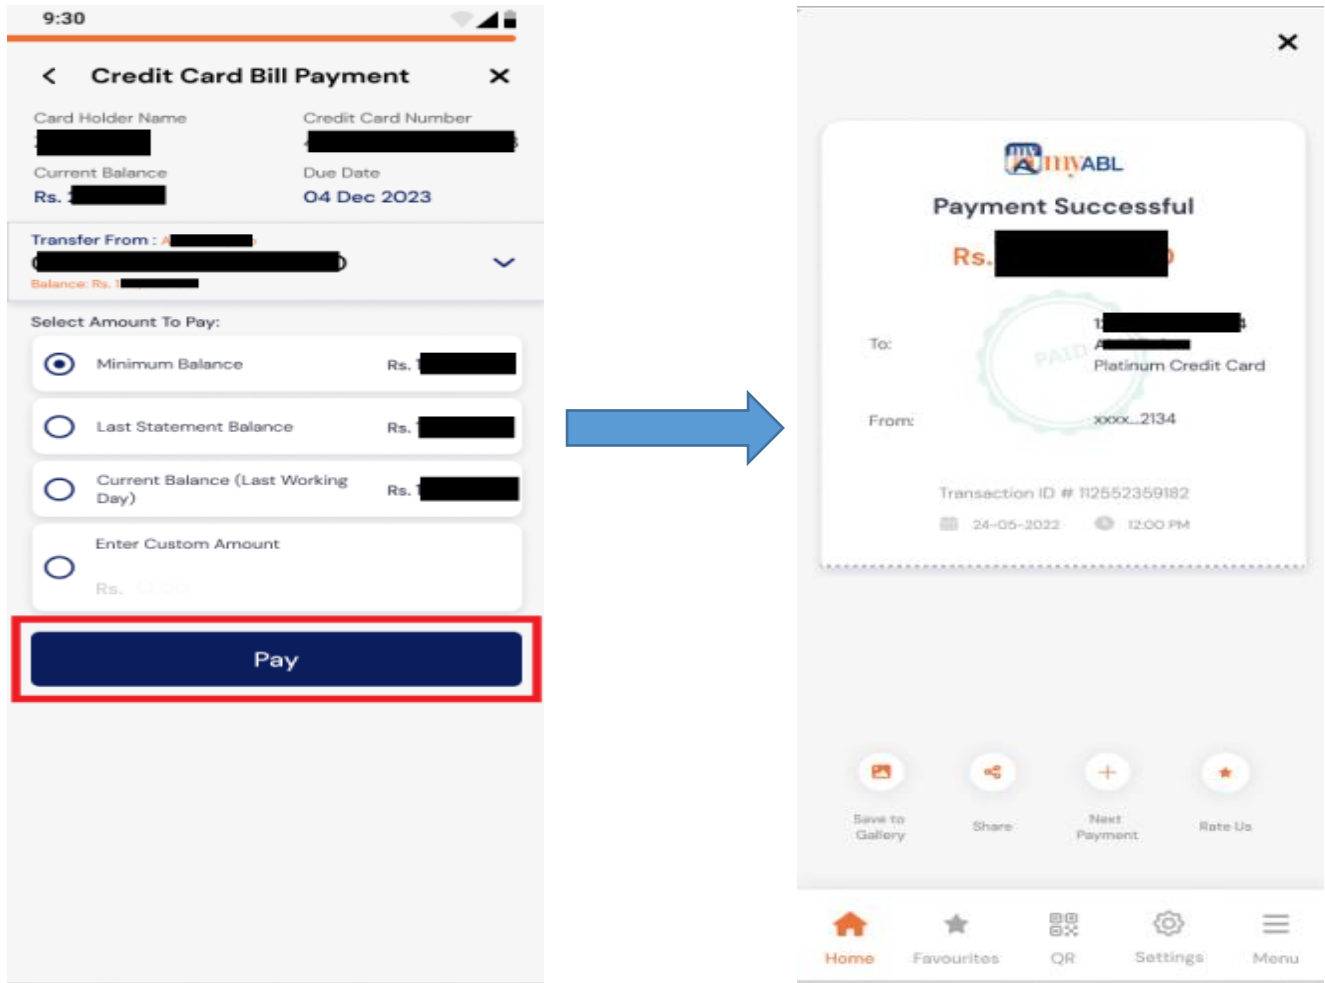 9:30
Credit Card Bill Payment
Card Holder Name
Credit Card Number
Current Balance
Due Date
Rs.
04 Dec 2023
Transfer From :
Balance: Rs. 1
Select Amount To Pay:
Minimum Balance
Rs.
Last Statement Balance
Rs.
Current Balance (Last Working
Day)
Rs.
Enter Custom Amount
Rs.
Pay
my
A
myABL
Payment Successful
Rs.
To:
PAID
Platinum Credit Card
From:
xxxx...2134
Transaction ID # 112552359182
24-05-2022
12:00 PM
Save to
Gallery
Share
Next
Payment
Rate Us
Home
Favourites
QR
Settings
Menu